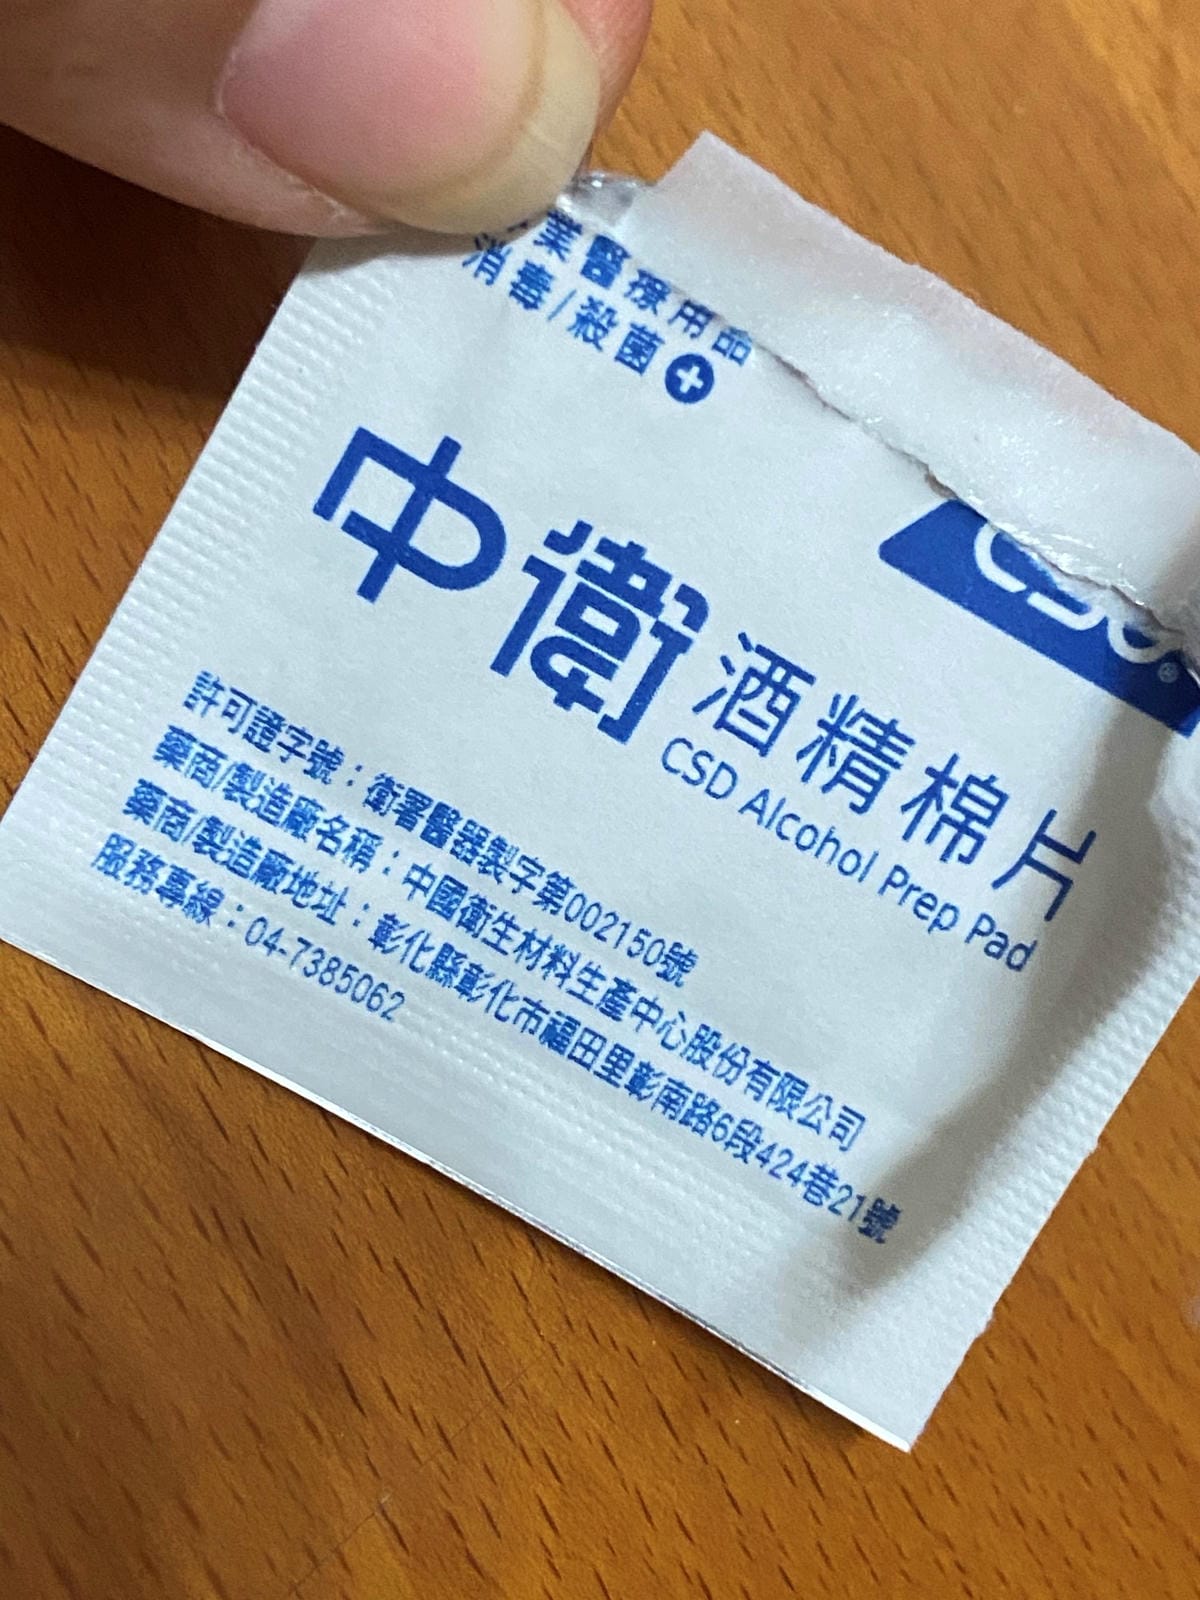 業醫療用品
消毒/殺菌
CSD®
中衛 酒精棉片
CSD Alcohol Prep Pad
許可證字號：衛署醫器製字第002150號
藥商/製造廠名稱：中國衛生材料生產中心股份有限公司
藥商/製造廠地址：彰化縣彰化市福田里彰南路6段424巷21號
服務專線：04-7385062